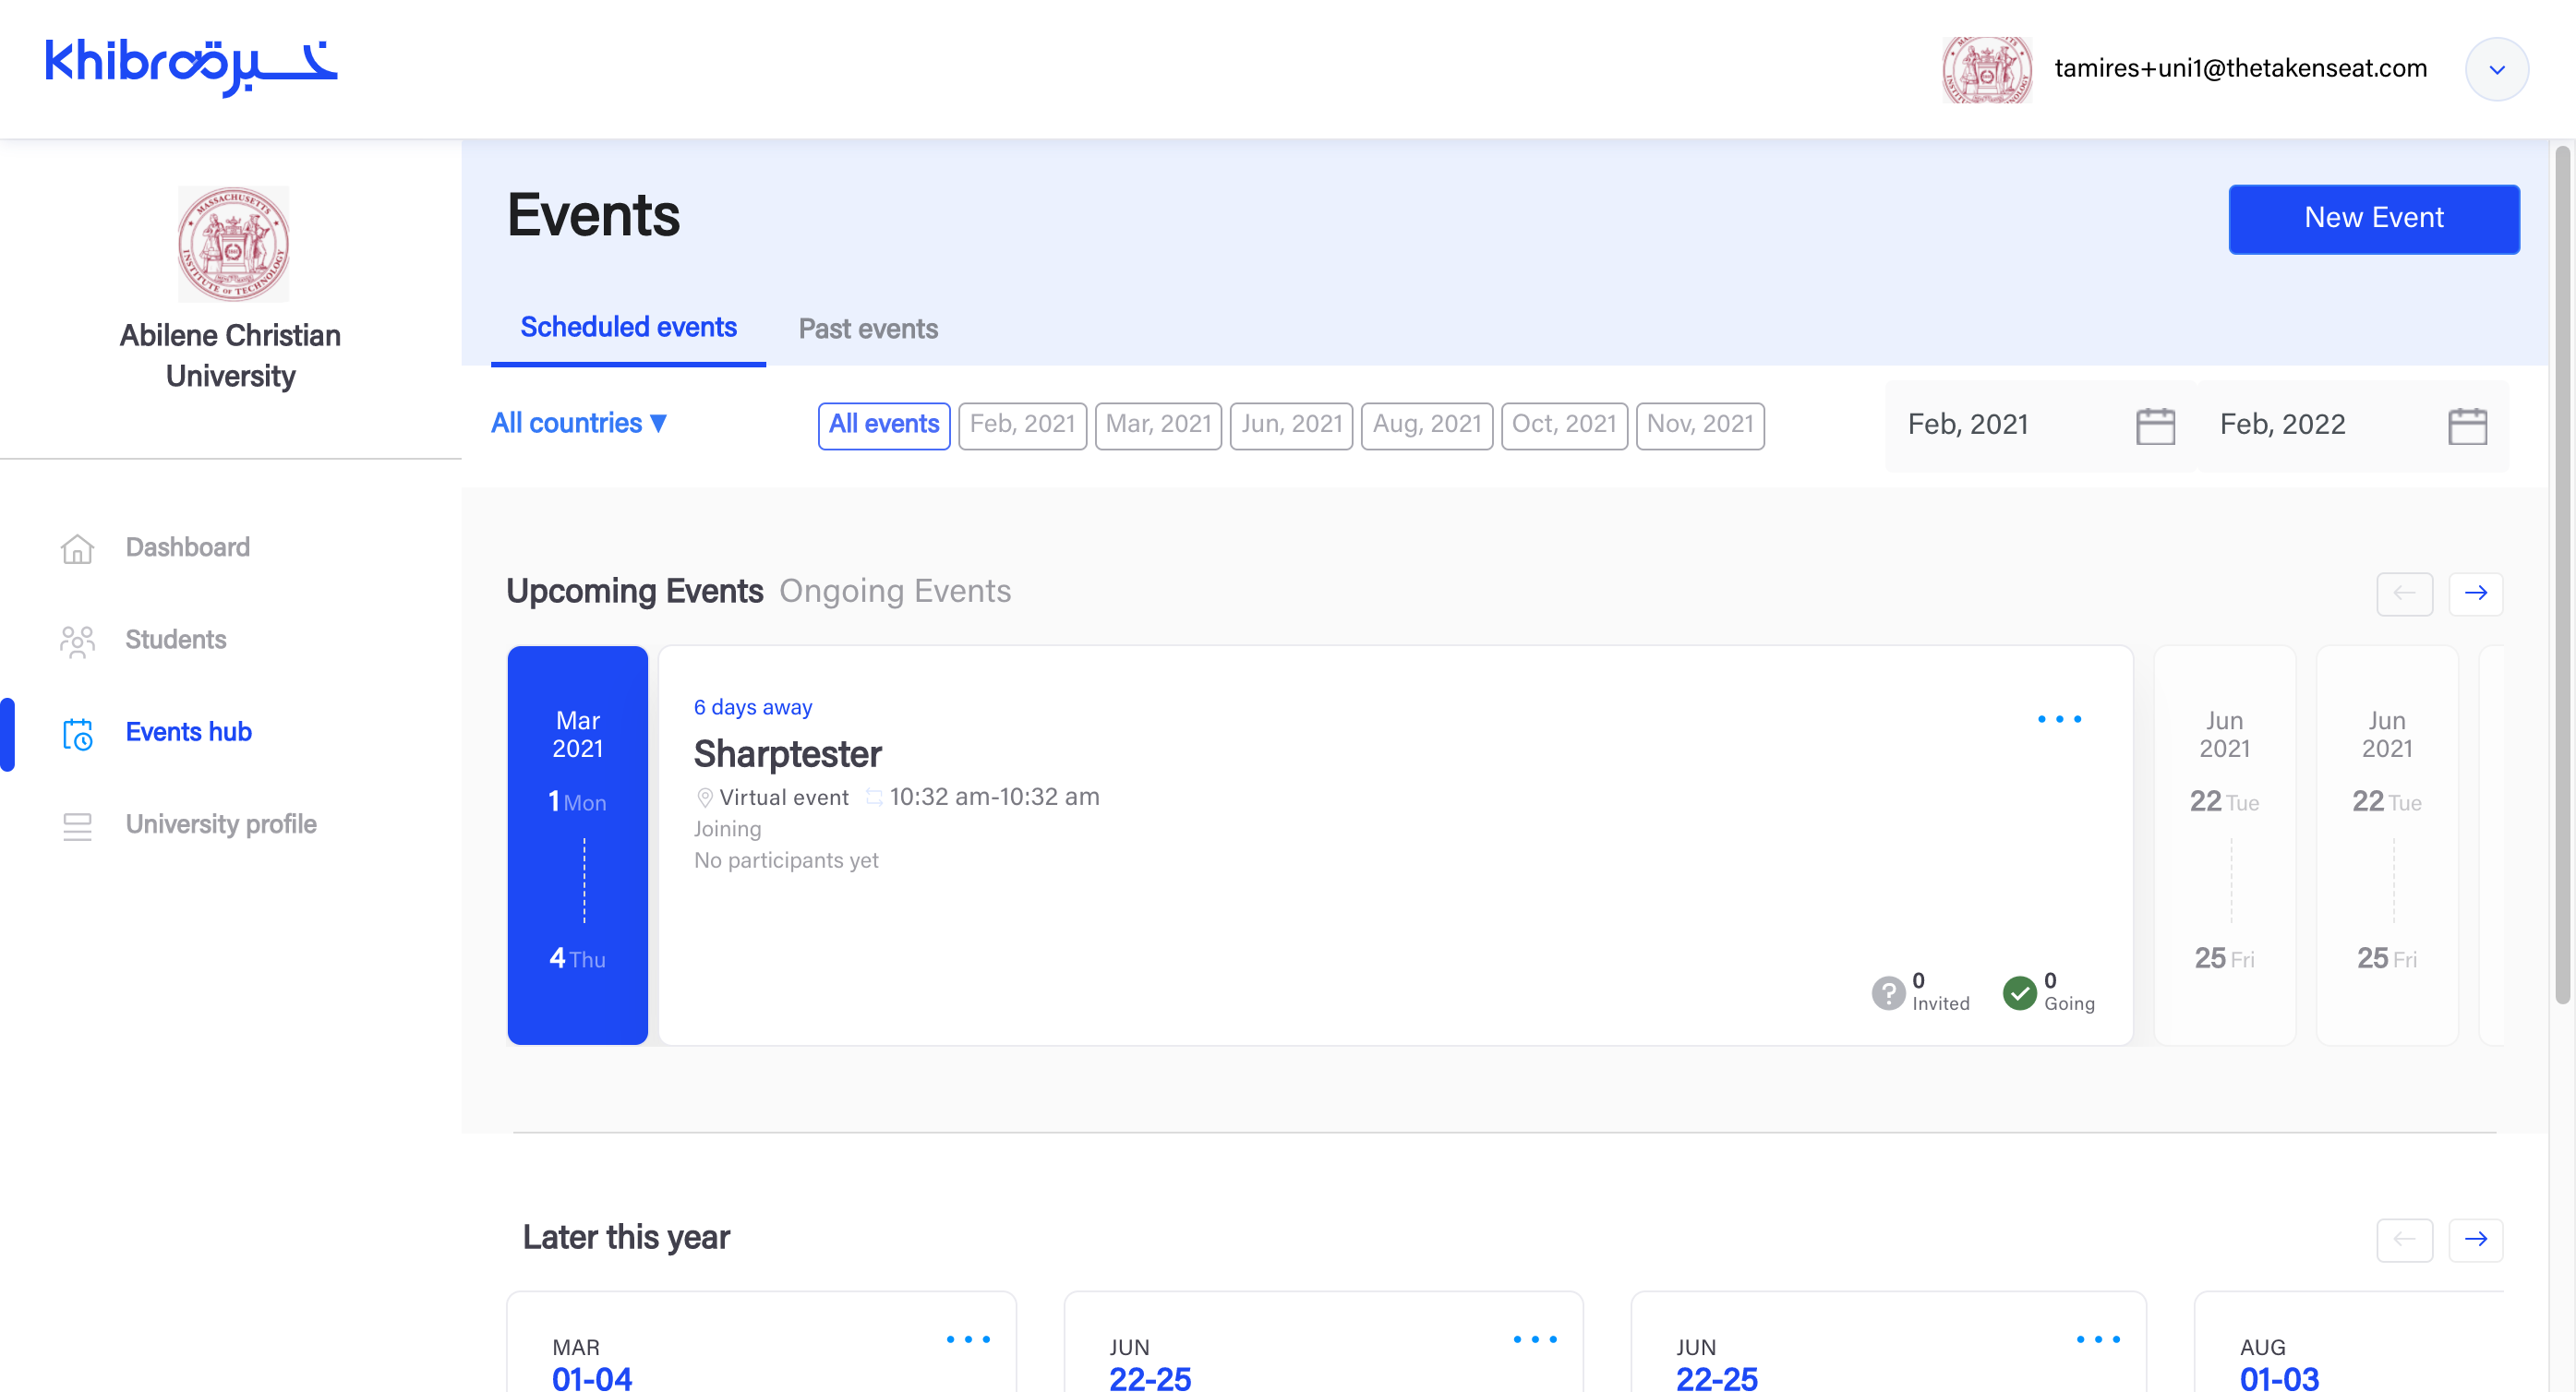 khibra خبرة
tamires+uni1@thetakenseat.com
MASSACHUSETTS INSTITUTE OF TECHNOLOGY
Abilene Christian
University
Dashboard
Students
Events hub
University profile
Events
New Event
Scheduled events
Past events
All countries ▼
All events
Feb, 2021
Mar, 2021
Jun, 2021
Aug, 2021
Oct, 2021
Nov, 2021
Feb, 2021
Feb, 2022
Upcoming Events
Ongoing Events
Mar
2021
1 Mon
4 Thu
6 days away
Sharptester
Virtual event 10:32 am-10:32 am
Joining
No participants yet
0
Invited
0
Going
Jun
2021
22 Tue
25 Fri
Jun
2021
22 Tue
25 Fri
Later this year
MAR
01-04
JUN
22-25
JUN
22-25
AUG
01-03